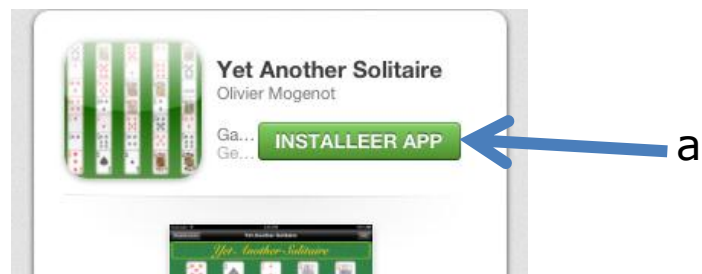 Yet Another Solitaire
Olivier Mogenot
Ga...
Ge...
INSTALLEER APP
a
Yet Another Solitaire